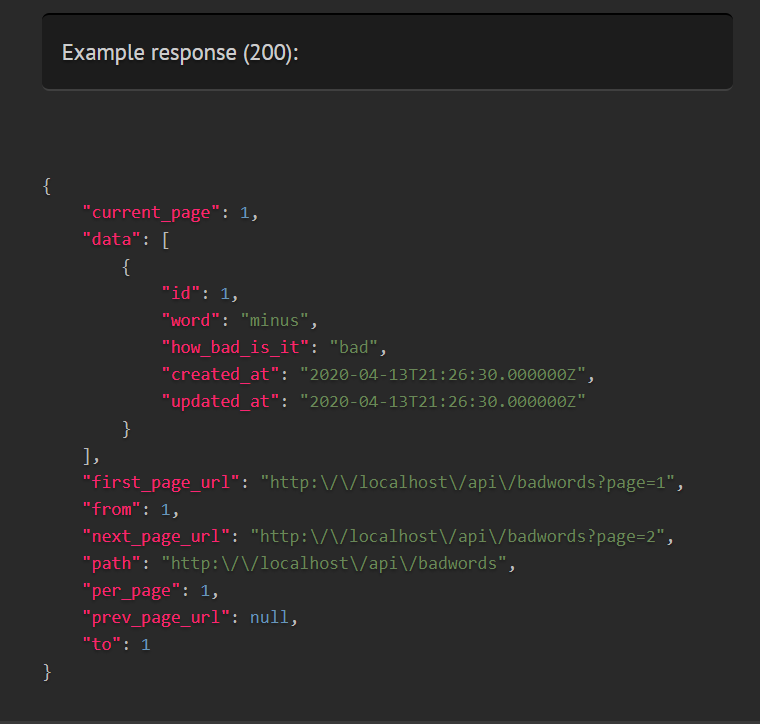 Example response (200):
{
    "current_page": 1,
    "data": [
        {
            "id": 1,
            "word": "minus",
            "how_bad_is_it": "bad",
            "created_at": "2020-04-13T21:26:30.000000Z",
            "updated_at": "2020-04-13T21:26:30.000000Z"
        }
    ],
    "first_page_url": "http:\/\/localhost\/api\/badwords?page=1",
    "from": 1,
    "next_page_url": "http:\/\/localhost\/api\/badwords?page=2",
    "path": "http:\/\/localhost\/api\/badwords",
    "per_page": 1,
    "prev_page_url": null,
    "to": 1
}